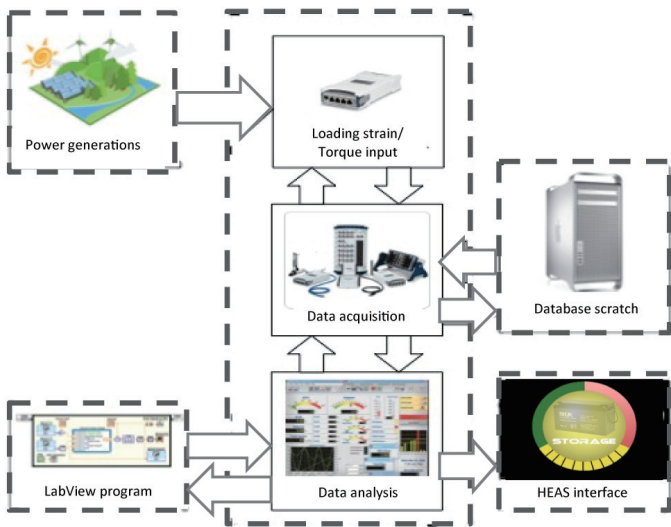 Power generations
Loading strain/
Torque input
Data acquisition
Database scratch
STORAGE
LabView program
Data analysis
HEAS interface